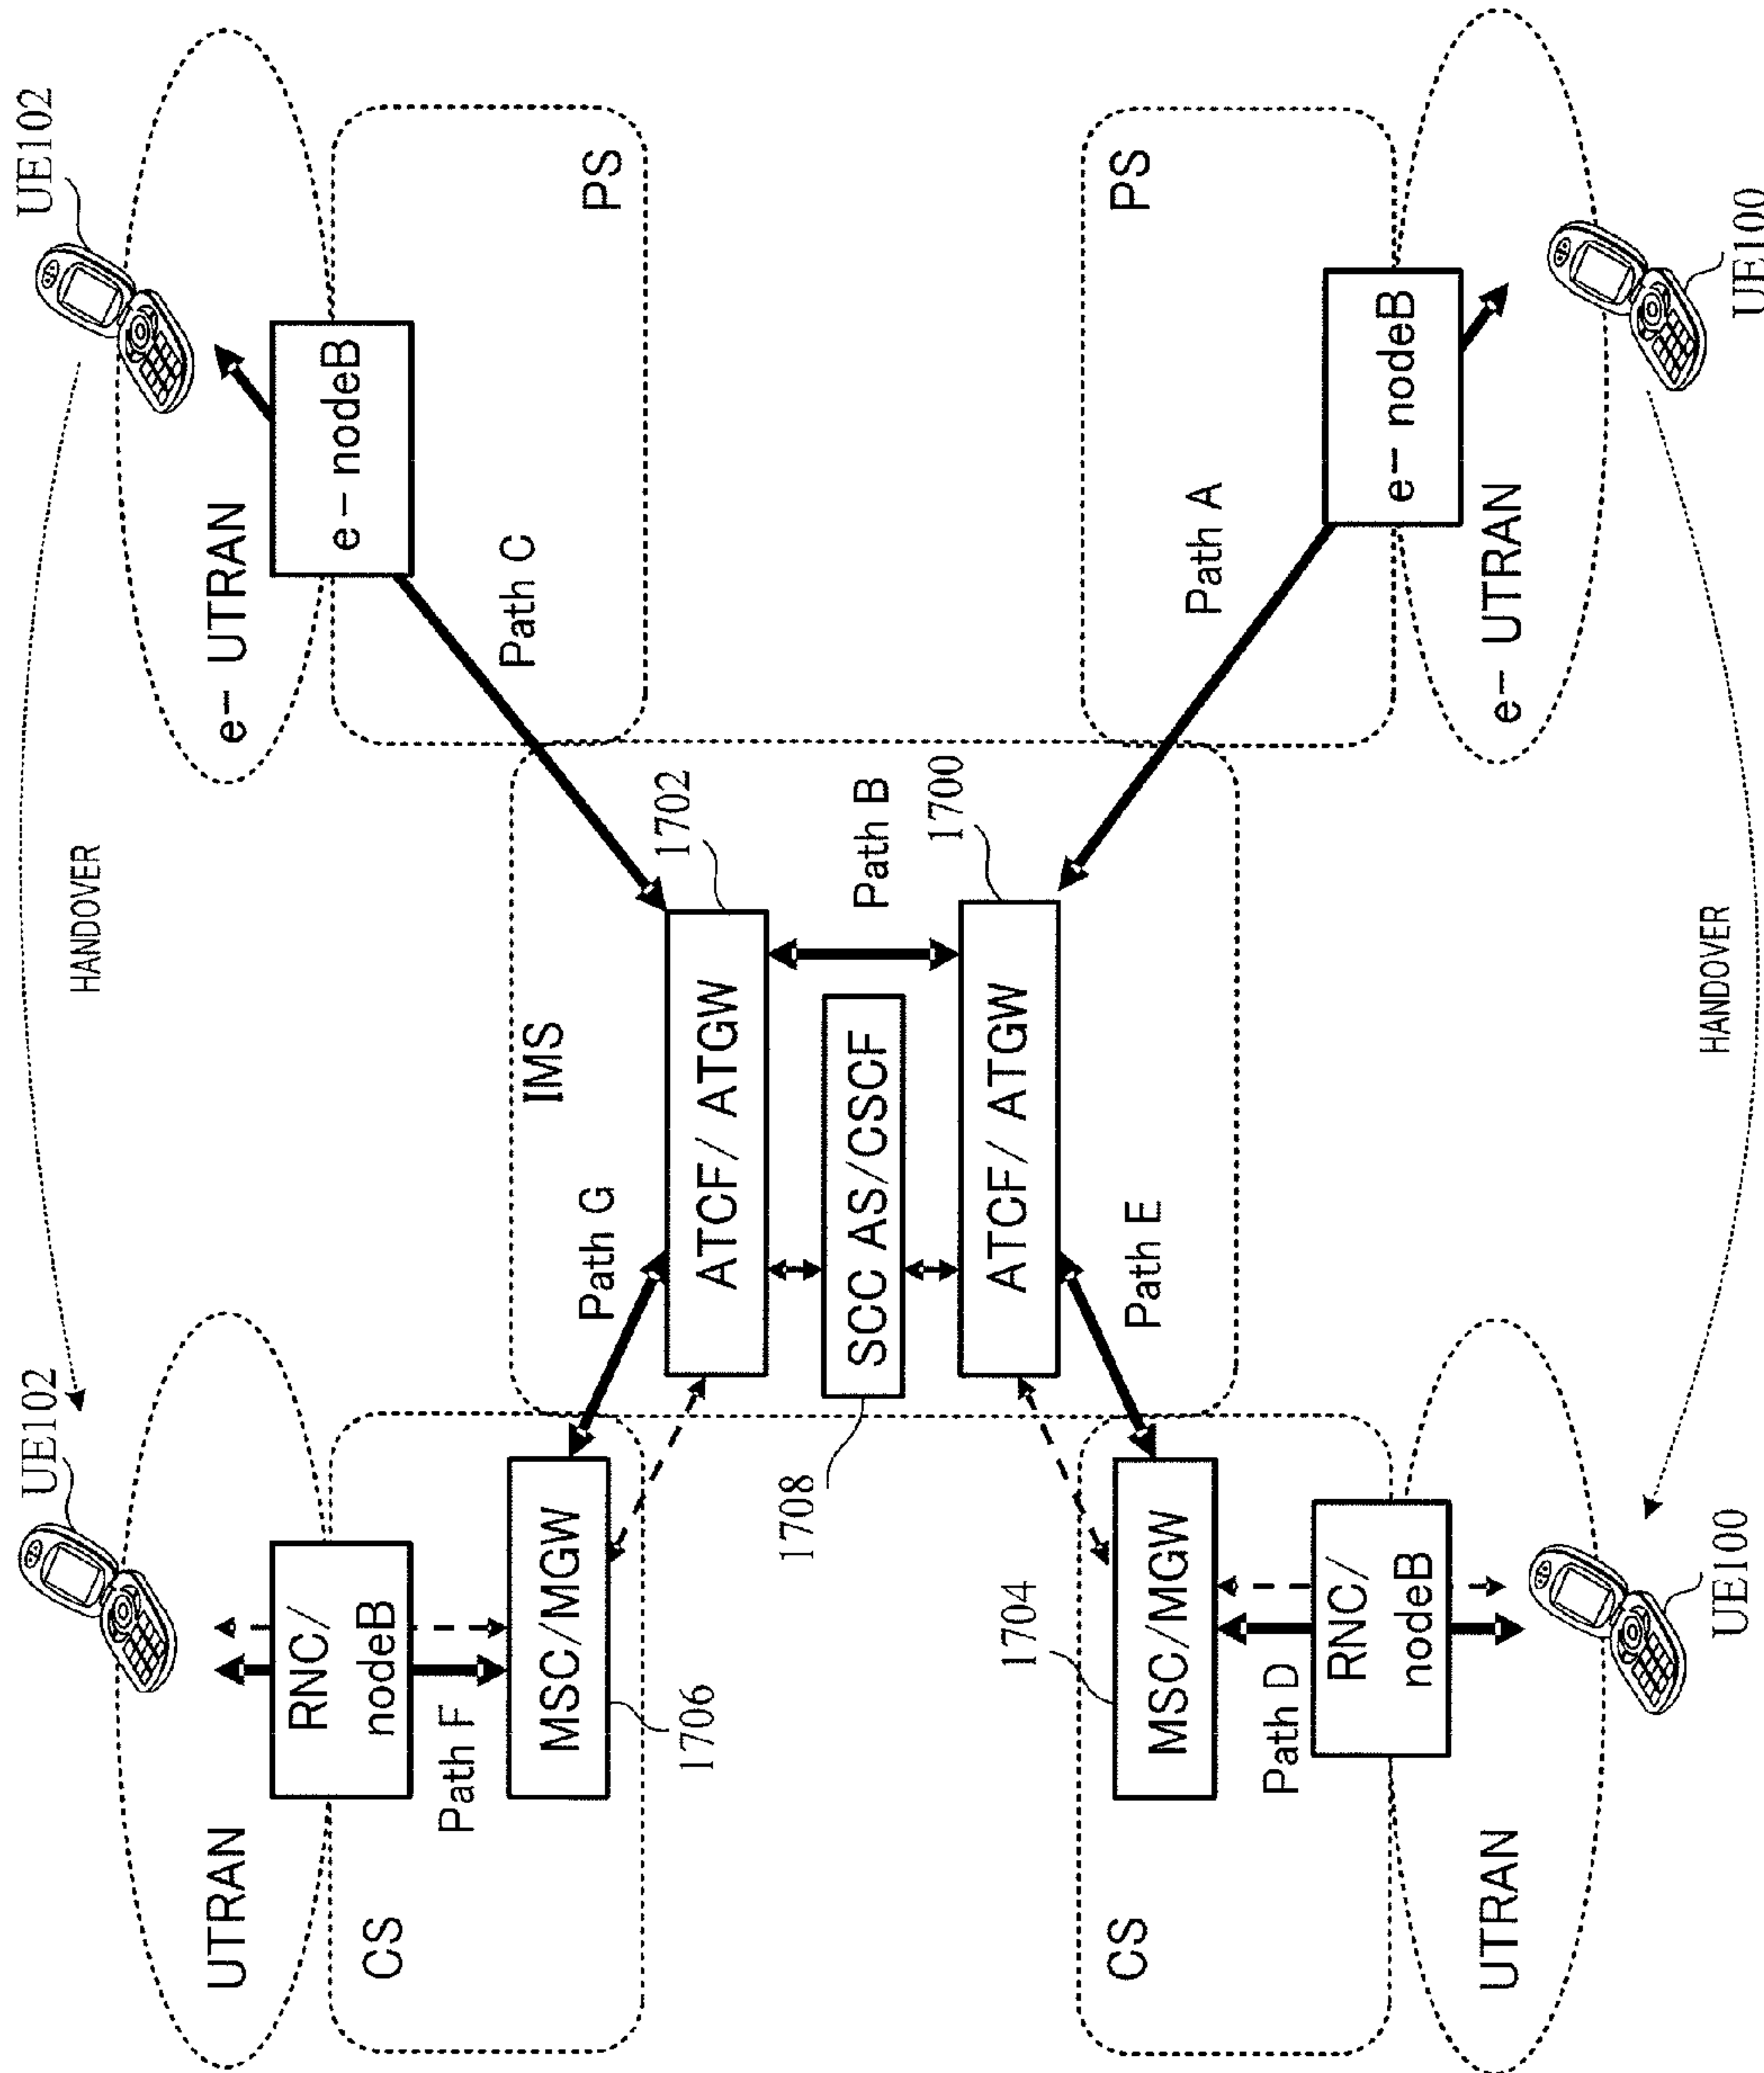 UE102
UE102
HANDOVER
UTRAN
e- UTRAN
RNC/
nodeB
e- nodeB
CS
Path F
Path C
MSC/MGW
IMS
PS
Path G
1706
1702
ATCF/ ATGW
1708
SCC AS/CSCF
Path B
1700
ATCF/ ATGW
CS
PS
1704
MSC/MGW
Path E
Path A
Path D
RNC/
nodeB
e- nodeB
UTRAN
e- UTRAN
HANDOVER
UE100
UE100